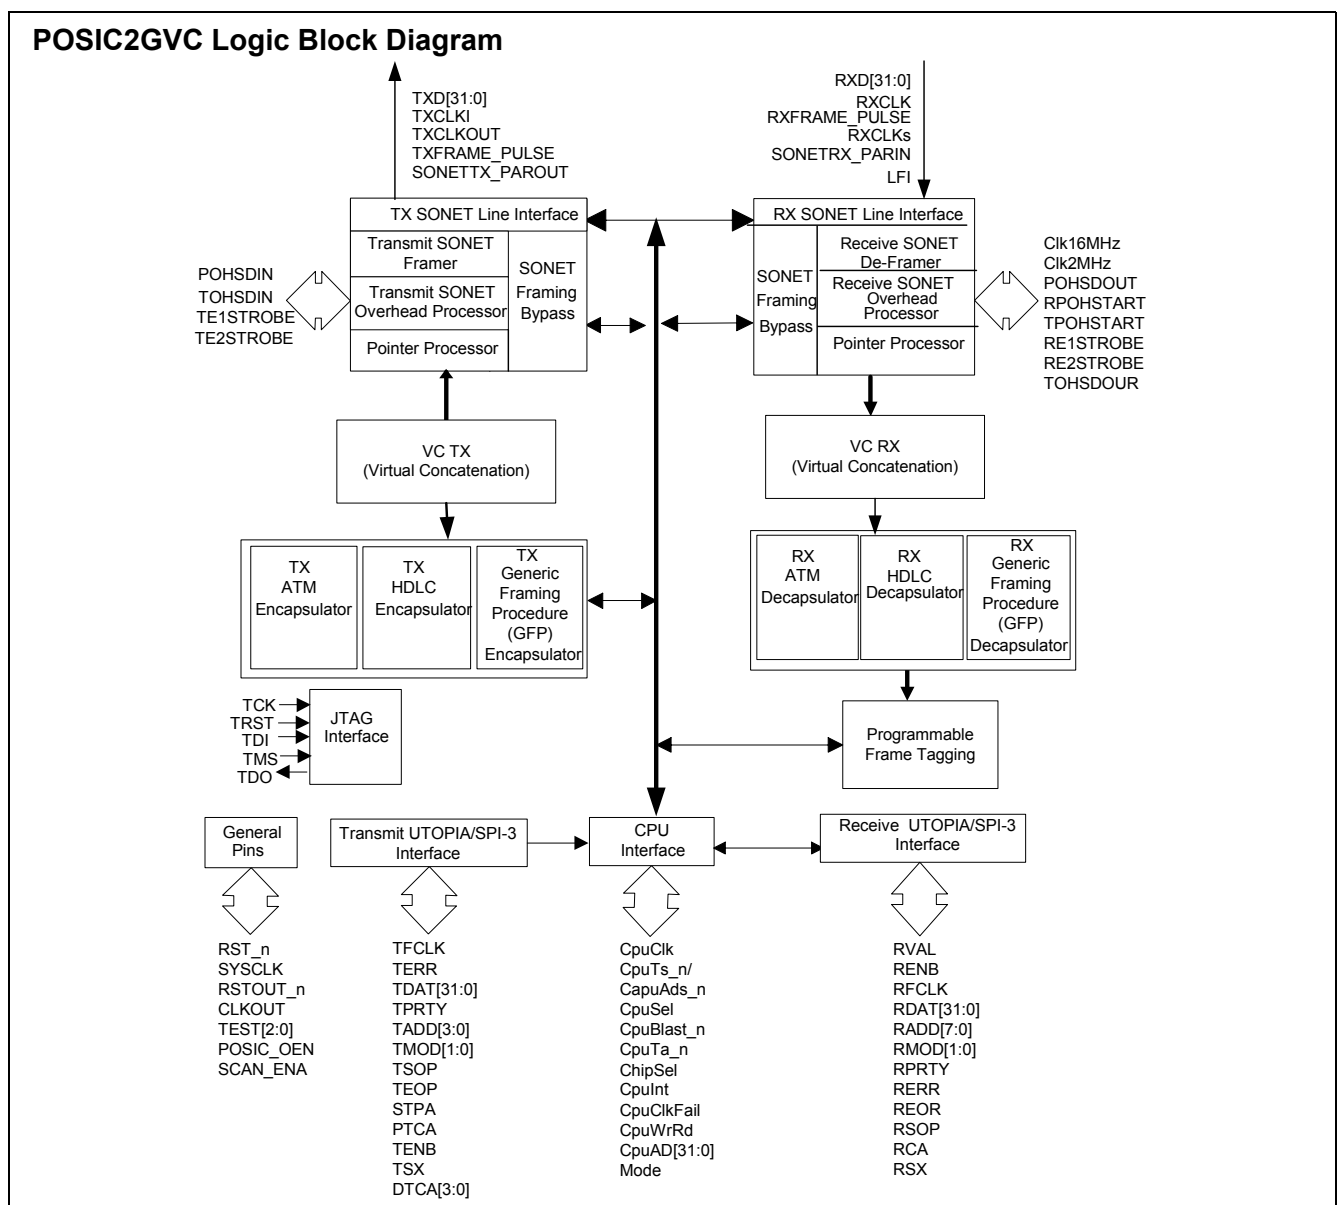 POSIC2GVC Logic Block Diagram
TXD[31:0]
TXCLKI
TXCLKOUT
TXFRAME_PULSE
SONETTX_PAROUT
RXD[31:0]
RXCLK
RXFRAME_PULSE
RXCLKs
SONETRX_PARIN
LFI
TX SONET Line Interface
Transmit SONET
Framer
Transmit SONET
Overhead Processor
Pointer Processor
SONET
Framing
Bypass
POHSDIN
TOHSDIN
TE1STROBE
TE2STROBE
RX SONET Line Interface
SONET
Framing
Bypass
Receive SONET
De-Framer
Receive SONET
Overhead
Processor
Pointer Processor
Clk16MHz
Clk2MHz
POHSDOUT
RPOHSTART
TPOHSTART
RE1STROBE
RE2STROBE
TOHSDOUR
VC TX
(Virtual Concatenation)
VC RX
(Virtual Concatenation)
TX
ATM
Encapsulator
TX
HDLC
Encapsulator
TX
Generic
Framing
Procedure
(GFP)
Encapsulator
RX
ATM
Decapsulator
RX
HDLC
Decapsulator
RX
Generic
Framing
Procedure
(GFP)
Decapsulator
TCK
TRST
TDI
TMS
TDO
JTAG
Interface
Programmable
Frame Tagging
General
Pins
Transmit UTOPIA/SPI-3
Interface
CPU
Interface
Receive UTOPIA/SPI-3
Interface
RST_n
SYSCLK
RSTOUT_n
CLKOUT
TEST[2:0]
POSIC_OEN
SCAN_ENA
TFCLK
TERR
TDAT[31:0]
TPRTY
TADD[3:0]
TMOD[1:0]
TSOP
TEOP
STPA
PTCA
TENB
TSX
DTCA[3:0]
CpuClk
CpuTs_n/
CapuAds_n
CpuSel
CpuBlast_n
CpuTa_n
ChipSel
CpuInt
CpuClkFail
CpuWrRd
CpuAD[31:0]
Mode
RVAL
RENB
RFCLK
RDAT[31:0]
RADD[7:0]
RMOD[1:0]
RPRTY
RERR
REOR
RSOP
RCA
RSX